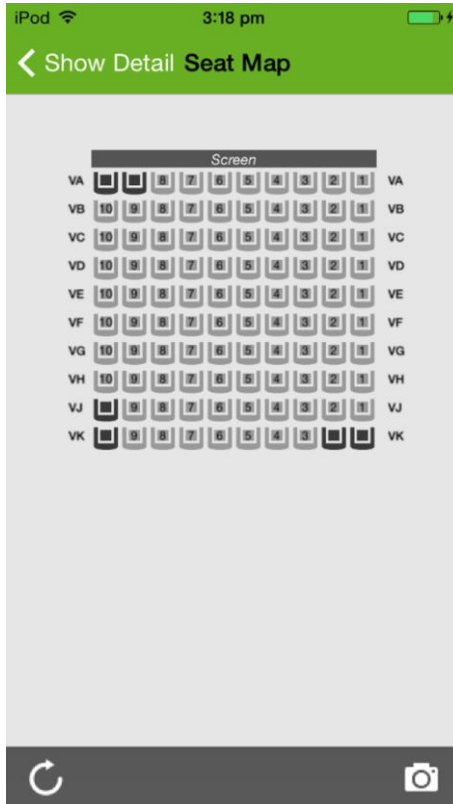 iPod 3:18 pm
Show Detail Seat Map
Screen
VA 8 7 6 5 4 3 2 1 VA
VB 10 9 8 7 6 5 4 3 2 1 VB
VC 10 9 8 7 6 5 4 3 2 1 VC
VD 10 9 8 7 6 5 4 3 2 1 VD
VE 10 9 8 7 6 5 4 3 2 1 VE
VF 10 9 8 7 6 5 4 3 2 1 VF
VG 10 9 8 7 6 5 4 3 2 1 VG
VH 10 9 8 7 6 5 4 3 2 1 VH
VJ 9 8 7 6 5 4 3 2 1 VJ
VK 9 8 7 6 5 4 3 VK